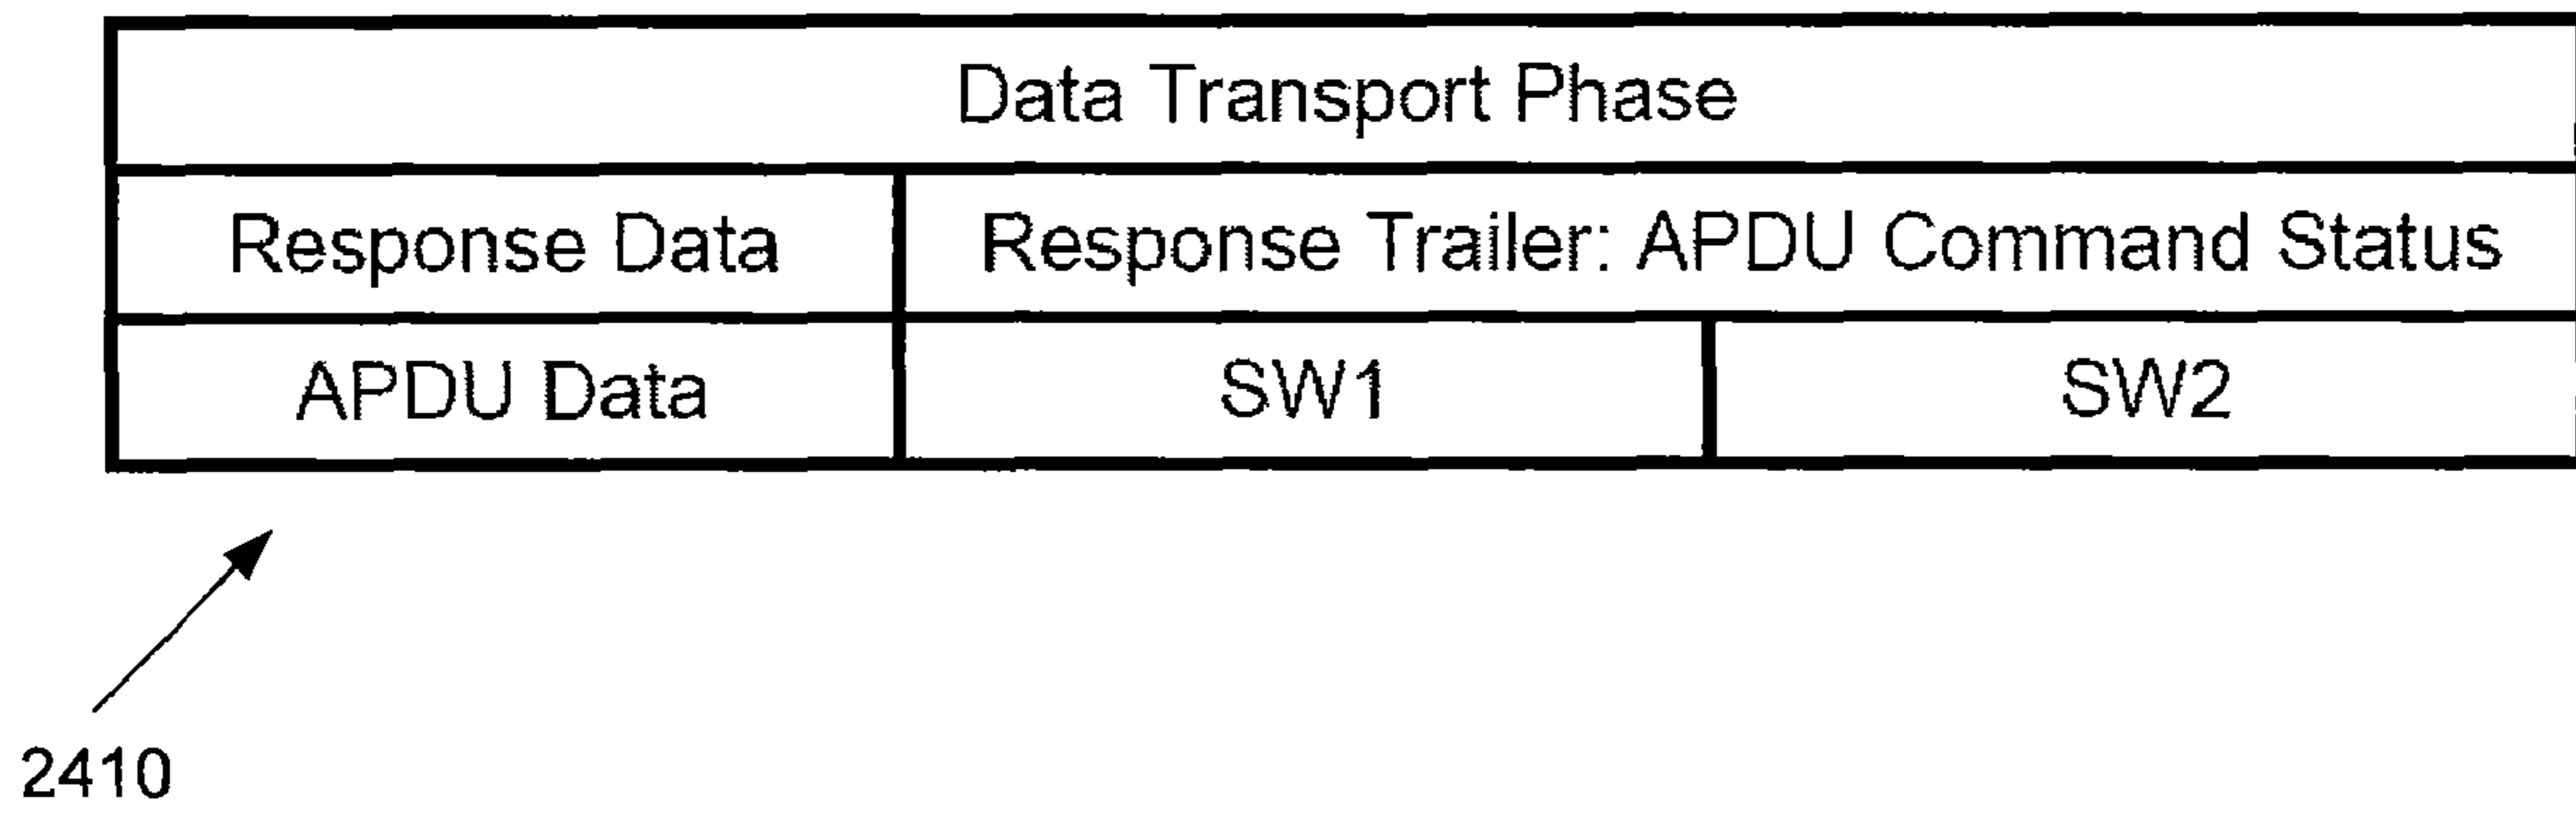 Data Transport Phase
Response Data Response Trailer: APDU Command Status
APDU Data SW1 SW2
2410